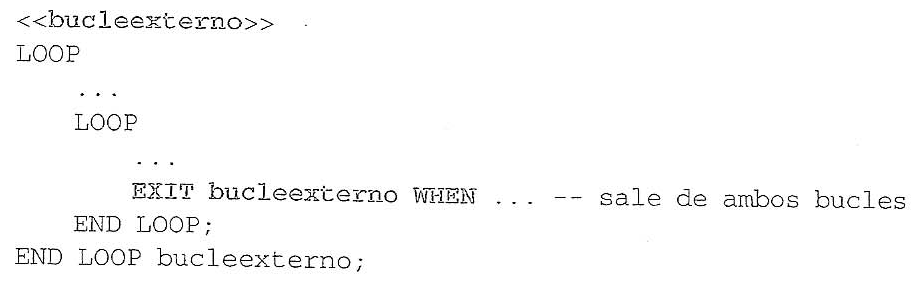 <<bucleexterno>>
LOOP
...
LOOP
...
EXIT bucleexterno WHEN ... -- sale de ambos bucles
END LOOP;
END LOOP bucleexterno;